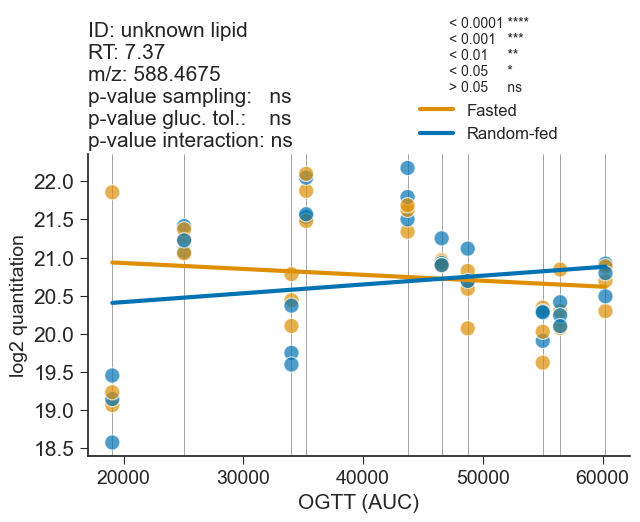 ID: unknown lipid
RT: 7.37
m/z: 588.4675
p-value sampling: ns
p-value gluc. tol.: ns
p-value interaction: ns
< 0.0001 ****
< 0.001 ***
< 0.01 **
< 0.05 *
> 0.05 ns
Fasted
Random-fed
log2 quantitation
22.0
21.5
21.0
20.5
20.0
19.5
19.0
18.5
20000 30000 40000 50000 60000
OGTT (AUC)